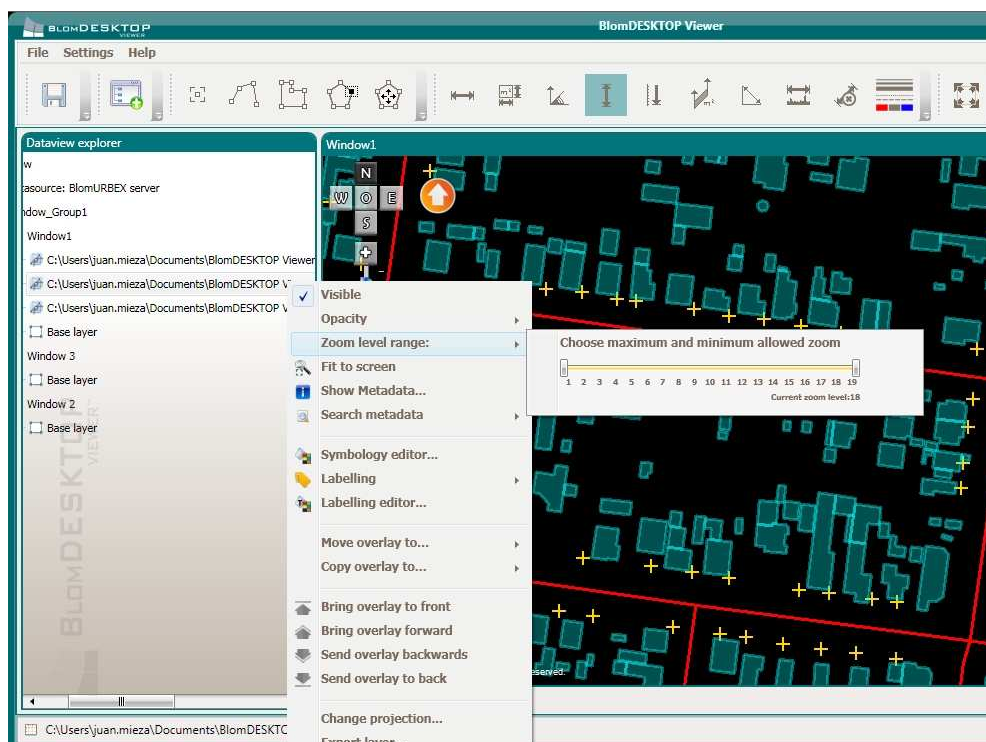 BLOMDESKTOP
VIEWER
BlomDESKTOP Viewer
File Settings Help
Dataview explorer
Window1
w
tasource: BlomURBEX server
ndow_Group1
Window1
C:\Users\juan.mieza\Documents\BlomDESKTOP Viewer
C:\Users\juan.mieza\Documents\BlomDESKTOP V
C:\Users\juan.mieza\Documents\BlomDESKTOP V
Base layer
Window 3
Base layer
Window 2
Base layer
BLOMDESKTOP
VIEWER
N
W O E
S
Visible
Opacity
Zoom level range:
Fit to screen
Show Metadata...
Search metadata
Symbology editor...
Labelling
Labelling editor...
Move overlay to...
Copy overlay to...
Bring overlay to front
Bring overlay forward
Send overlay backwards
Send overlay to back
Change projection...
Export layer
Choose maximum and minimum allowed zoom
1 2 3 4 5 6 7 8 9 10 11 12 13 14 15 16 17 18 19
Current zoom level:18
eserved.
C:\Users\juan.mieza\Documents\BlomDESKTO